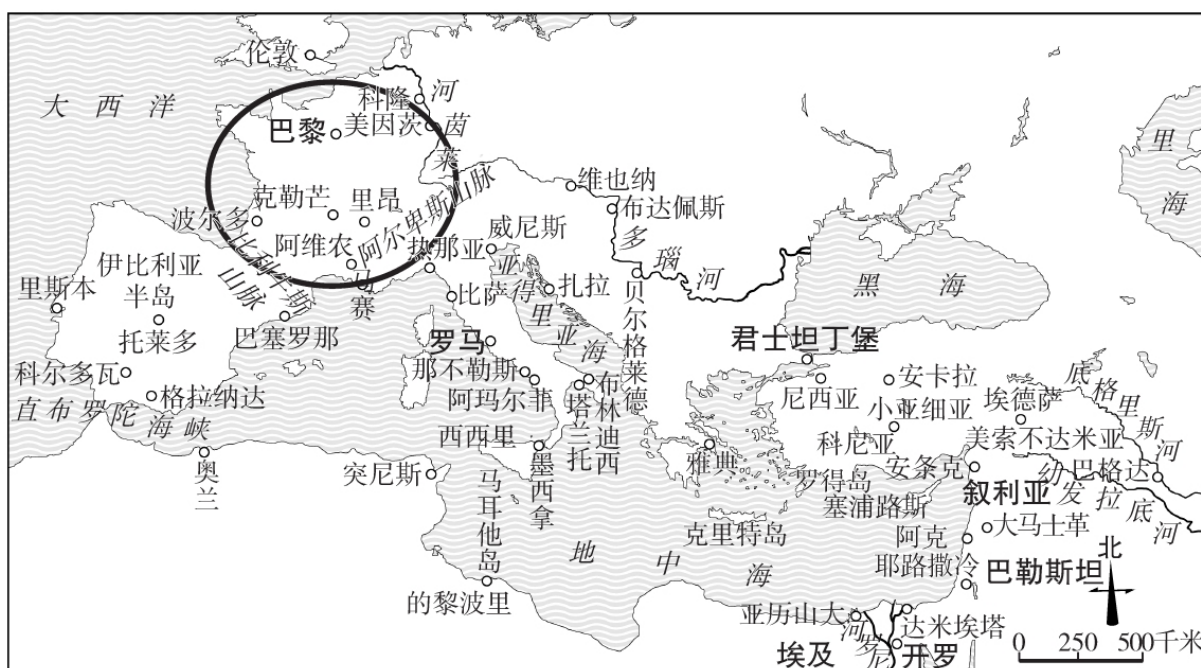 伦敦
大西洋
科隆
河
茵
莱
巴黎
美因茨
里海
维也纳
克勒芒
里昂
阿尔卑斯山脉
布达佩斯
波尔多
多瑙河
威尼斯
阿维农
热那亚
比利牛斯
山脉
伊比利亚
半岛
亚得里亚海
扎拉
黑海
里斯本
马赛
比萨
贝尔格莱德
托莱多
巴塞罗那
罗马
君士坦丁堡
科尔多瓦
那不勒斯
安卡拉
底格里斯河
格拉纳达
阿玛尔菲
塔兰托
布林迪西
尼西亚
小亚细亚
埃德萨
直布罗陀海峡
西西里
科尼亚
美索不达米亚
奥兰
突尼斯
墨西拿
雅典
罗得岛
安条克
幼发拉底河
巴格达
马耳他岛
塞浦路斯
叙利亚
地中海
克里特岛
阿克
大马士革
北
耶路撒冷
巴勒斯坦
的黎波里
亚历山大
达米埃塔
河罗尼
埃及
开罗
0 250 500千米